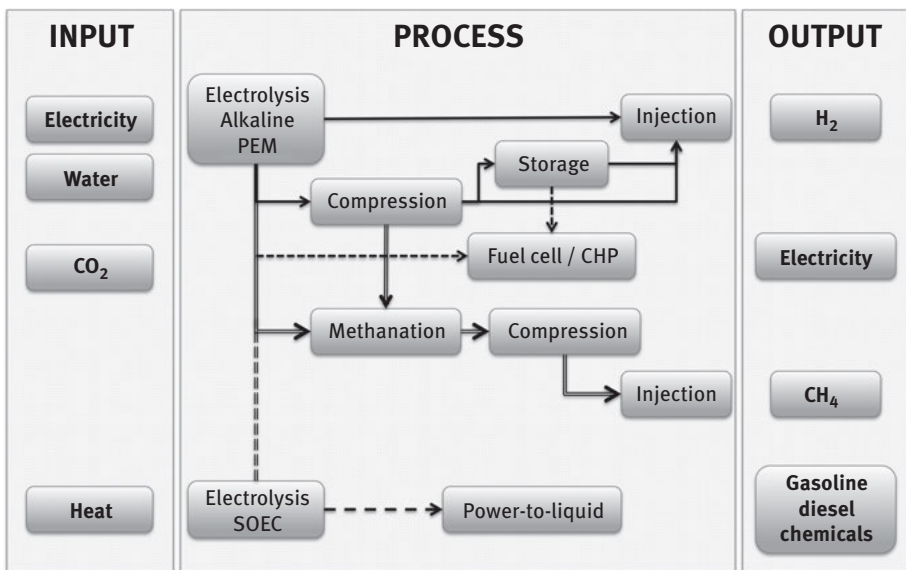 INPUT
Electricity
Water
CO₂
Heat
PROCESS
Electrolysis
Alkaline
PEM
Injection
Storage
Compression
Fuel cell / CHP
Methanation
Compression
Injection
Electrolysis
SOEC
Power-to-liquid
OUTPUT
H₂
Electricity
CH₄
Gasoline
diesel
chemicals